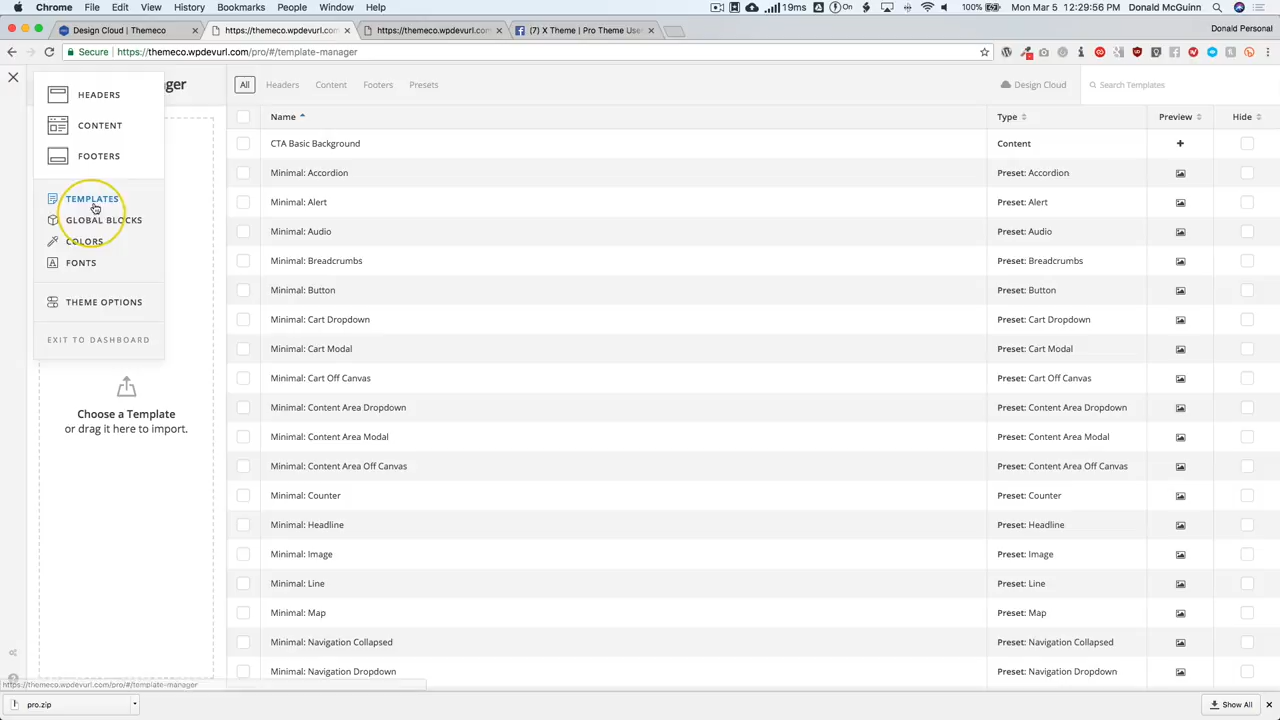 Chrome File Edit View History Bookmarks People Window Help 19ms On 100% Mon Mar 5 12:29:56 PM Donald McGuinn
Design Cloud | Themeco https://themeco.wpdevurl.com/pro/ https://themeco.wpdevurl.com/ (7) X Theme | Pro Theme Use Donald Personal
Secure https://themeco.wpdevurl.com/pro/#/template-manager
ager All Headers Content Footers Presets Design Cloud Search Templates
HEADERS
CONTENT
FOOTERS
TEMPLATES
GLOBAL BLOCKS
COLORS
FONTS
THEME OPTIONS
EXIT TO DASHBOARD
Choose a Template
or drag it here to import.
Name Type Preview Hide
CTA Basic Background Content
Minimal: Accordion Preset: Accordion
Minimal: Alert Preset: Alert
Minimal: Audio Preset: Audio
Minimal: Breadcrumbs Preset: Breadcrumbs
Minimal: Button Preset: Button
Minimal: Cart Dropdown Preset: Cart Dropdown
Minimal: Cart Modal Preset: Cart Modal
Minimal: Cart Off Canvas Preset: Cart Off Canvas
Minimal: Content Area Dropdown Preset: Content Area Dropdown
Minimal: Content Area Modal Preset: Content Area Modal
Minimal: Content Area Off Canvas Preset: Content Area Off Canvas
Minimal: Counter Preset: Counter
Minimal: Headline Preset: Headline
Minimal: Image Preset: Image
Minimal: Line Preset: Line
Minimal: Map Preset: Map
Minimal: Navigation Collapsed Preset: Navigation Collapsed
Minimal: Navigation Dropdown Preset: Navigation Dropdown
https://themeco.wpdevurl.com/pro/#/template-manager
pro.zip Show All